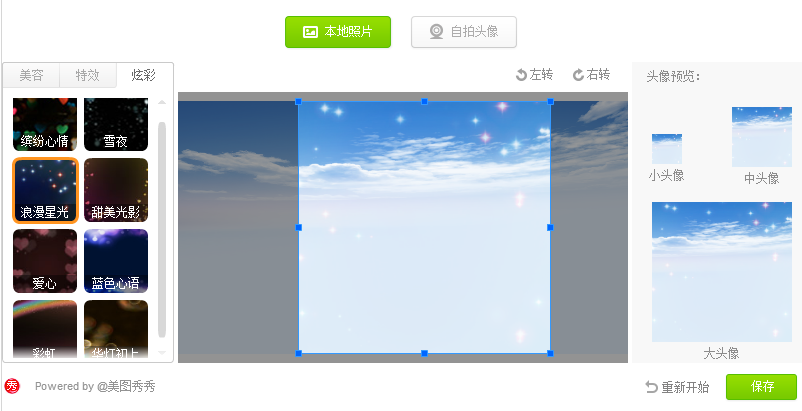 本地照片
自拍头像
美容
特效
炫彩
左转
右转
头像预览：
缤纷心情
雪夜
浪漫星光
甜美光影
爱心
蓝色心语
彩虹
华灯初上
小头像
中头像
大头像
秀
Powered by @美图秀秀
重新开始
保存